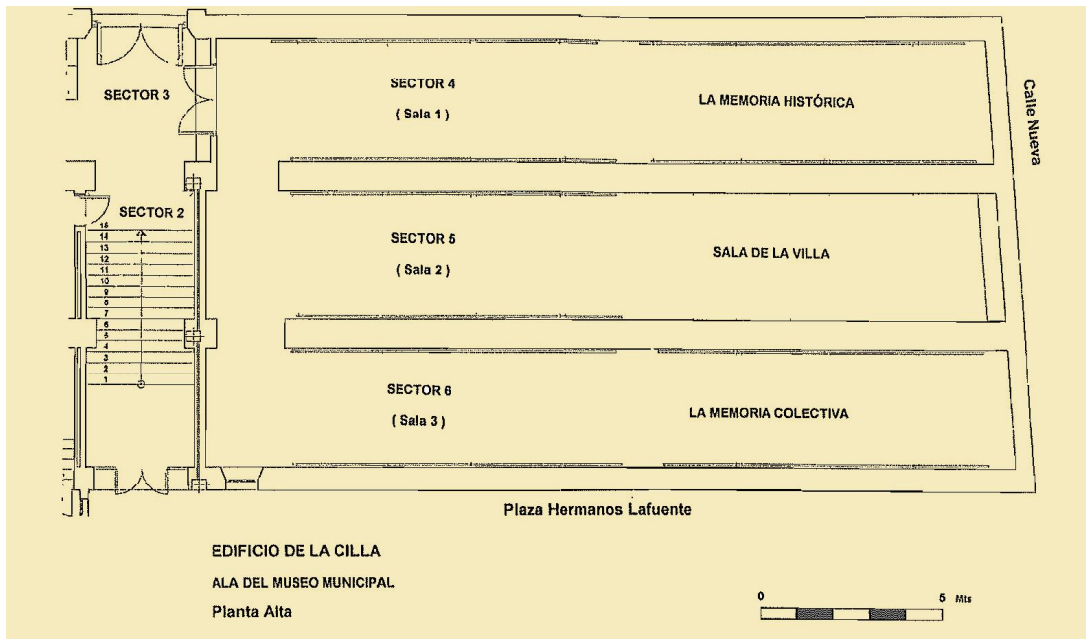 SECTOR 3
SECTOR 4
( Sala 1 )
LA MEMORIA HISTÓRICA
Calle Nueva
SECTOR 2
15
14
13
12
11
10
9
8
7
6
5
4
3
2
1
SECTOR 5
( Sala 2 )
SALA DE LA VILLA
SECTOR 6
( Sala 3 )
LA MEMORIA COLECTIVA
Plaza Hermanos Lafuente
EDIFICIO DE LA CILLA
ALA DEL MUSEO MUNICIPAL
Planta Alta
0 5 Mts